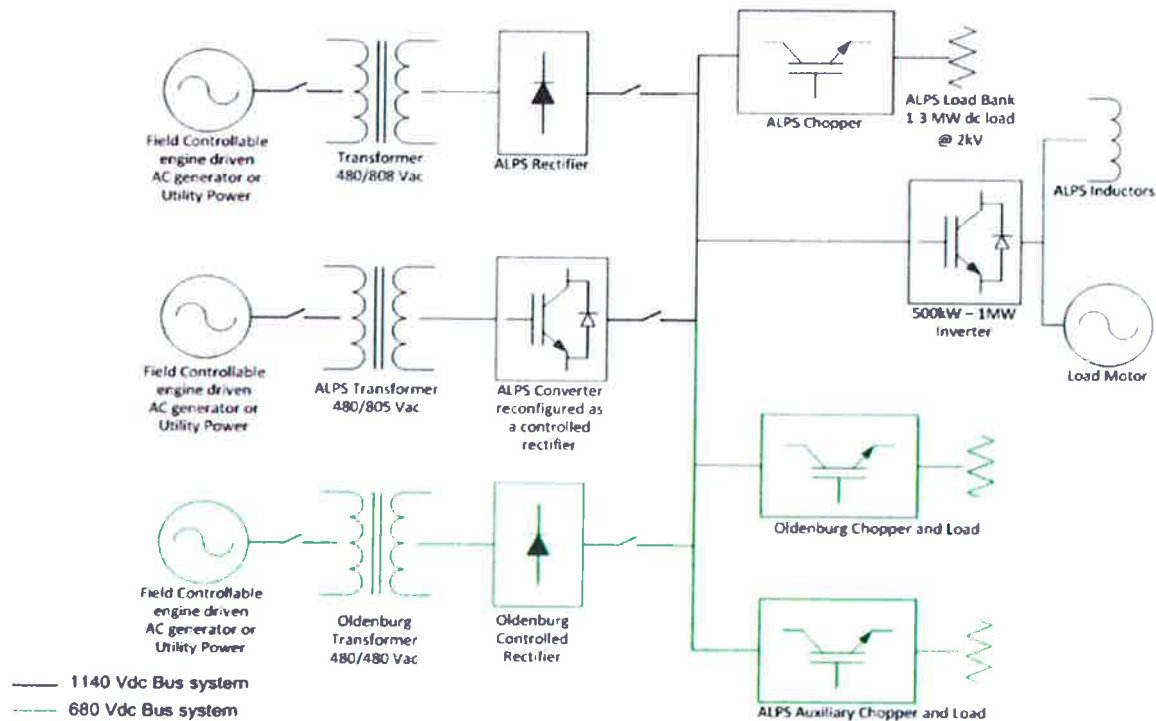 Field Controllable
engine driven
AC generator or
Utility Power
Transformer
480/808 Vac
ALPS Rectifier
ALPS Chopper
ALPS Load Bank
1 3 MW dc load
@ 2kV
ALPS Inductors
500kW – 1MW
Inverter
Load Motor
Field Controllable
engine driven
AC generator or
Utility Power
ALPS Transformer
480/805 Vac
ALPS Converter
reconfigured as
a controlled
rectifier
Oldenburg Chopper and Load
Field Controllable
engine driven
AC generator or
Utility Power
Oldenburg
Transformer
480/480 Vac
Oldenburg
Controlled
Rectifier
ALPS Auxiliary Chopper and Load
1140 Vdc Bus system
680 Vdc Bus system